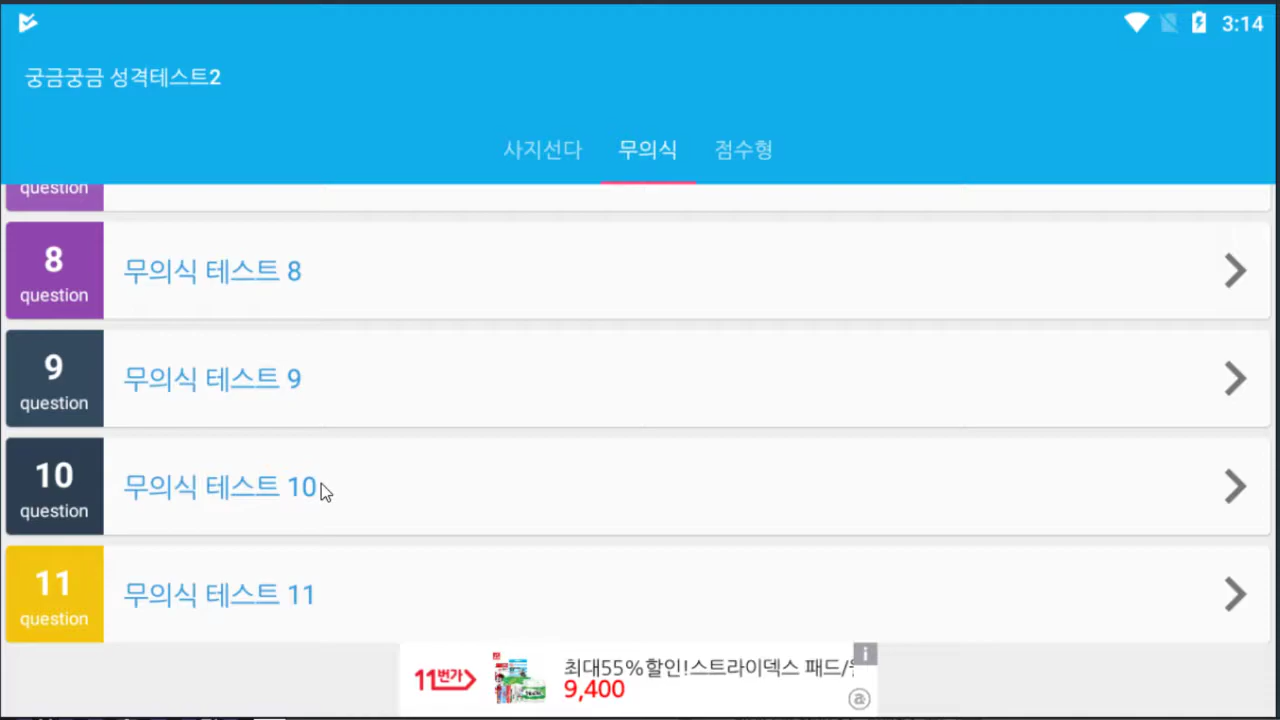 3:14
궁금궁금 성격테스트2
사지선다 무의식 점수형
question
8
question
무의식 테스트 8
9
question
무의식 테스트 9
10
question
무의식 테스트 10
11
question
무의식 테스트 11
11번가
최대55%할인!스트라이덱스 패드/
9,400